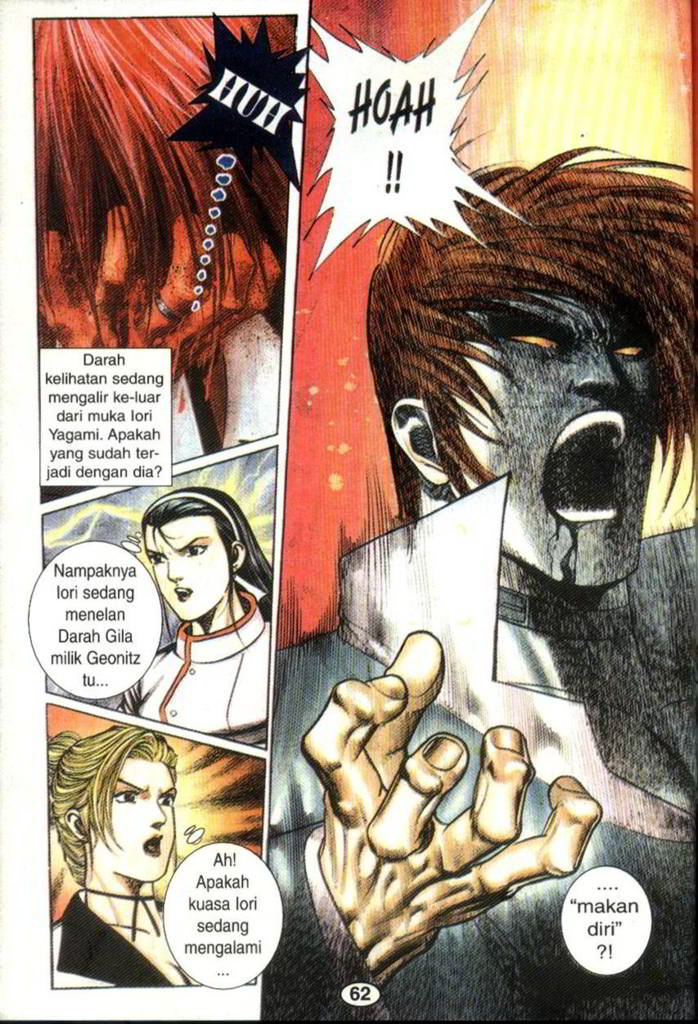 HUH
HOAH
!!
Darah
kelihatan sedang
mengalir ke-luar
dari muka Iori
Yagami. Apakah
yang sudah ter-
jadi dengan dia?
Nampaknya
Iori sedang
menelan
Darah Gila
milik Geonitz
tu...
Ah!
Apakah
kuasa Iori
sedang
mengalami
...
....
“makan
diri”
?!
62